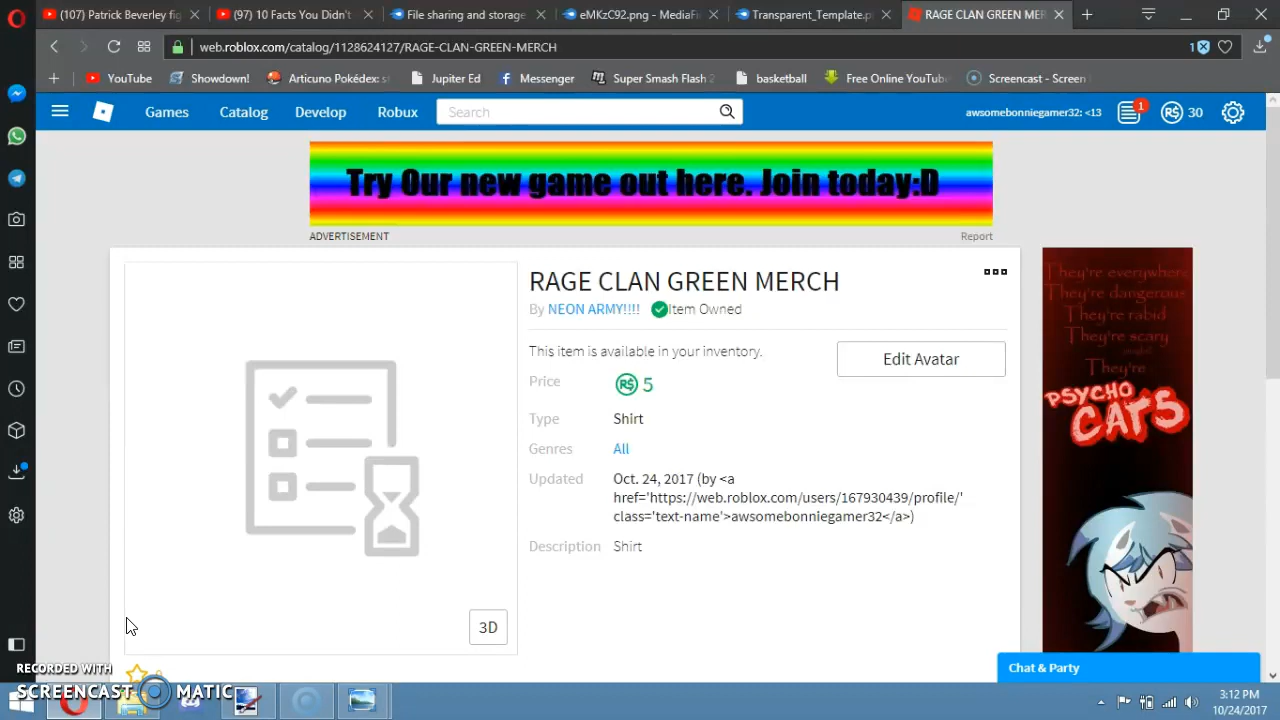 (107) Patrick Beverley fig
(97) 10 Facts You Didn't
File sharing and storage
eMKzC92.png - MediaFi
Transparent_Template.p
RAGE CLAN GREEN MER
web.roblox.com/catalog/1128624127/RAGE-CLAN-GREEN-MERCH
1
YouTube
Showdown!
Articuno Pokédex: s
Jupiter Ed
Messenger
Super Smash Flash 2
basketball
Free Online YouTub
Screencast - Screen
Games
Catalog
Develop
Robux
Search
awsomebonniegamer32: <13
1
R$ 30
Try Our new game out here. Join today:D
ADVERTISEMENT
Report
RAGE CLAN GREEN MERCH
By NEON ARMY!!!! Item Owned
This item is available in your inventory.
Edit Avatar
Price R$ 5
Type Shirt
Genres All
Updated Oct. 24, 2017 (by <a
href='https://web.roblox.com/users/167930439/profile/'
class='text-name'>awsomebonniegamer32</a>)
Description Shirt
3D
They're everywhere
They're dangerous
They're rabid
They're scary
They're
PSYCHO
CATS
Chat & Party
RECORDED WITH
SCREENCAST MATIC
3:12 PM
10/24/2017